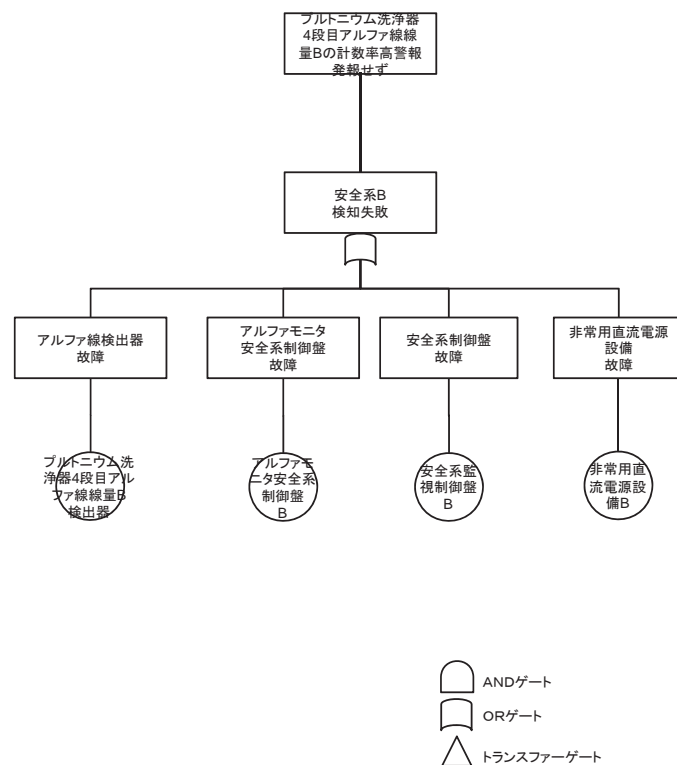 プルトニウム洗浄器
4段目アルファ線線
量Bの計数率高警報
発報せず
安全系B
検知失敗
アルファ線検出器
故障
アルファモニタ
安全系制御盤
故障
安全系制御盤
故障
非常用直流電源
設備
故障
プルトニウム洗
浄器4段目アル
ファ線線量B
検出器
アルファモ
ニタ安全系
制御盤
B
安全系監
視制御盤
B
非常用直
流電源設
備B
ANDゲート
ORゲート
トランスファーゲート